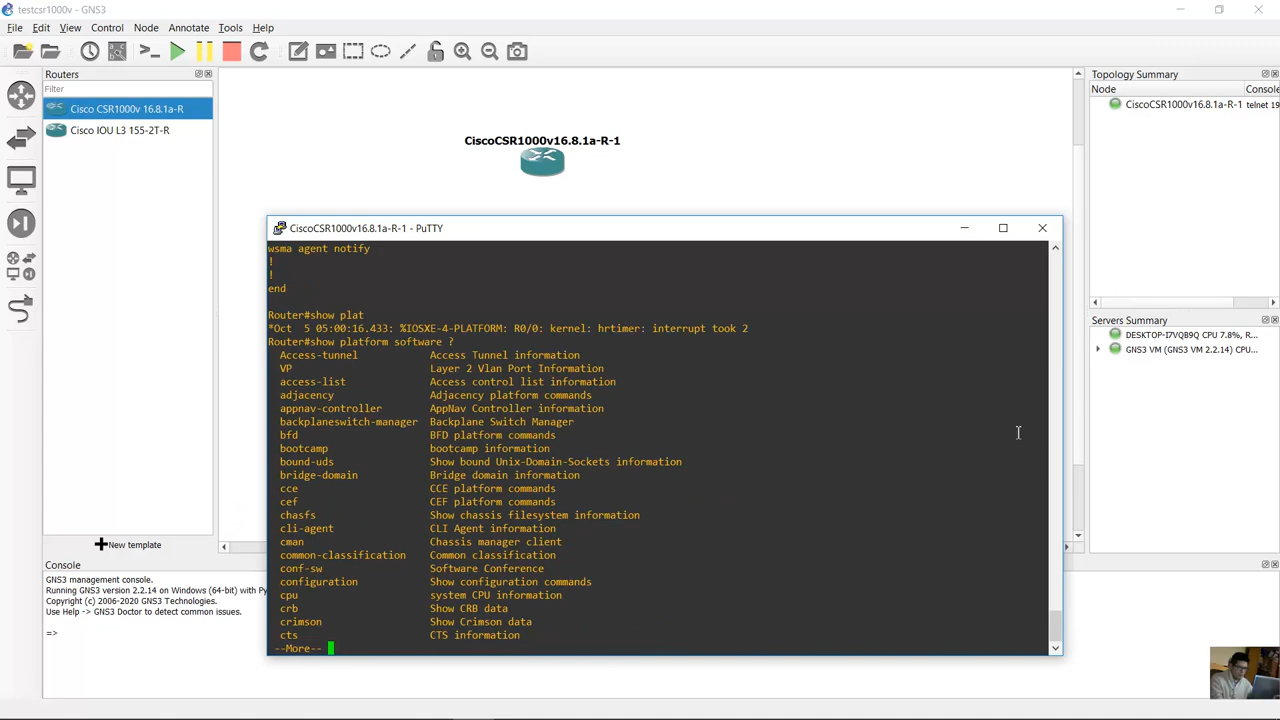 testcsr1000v - GNS3
File Edit View Control Node Annotate Tools Help
Routers
Filter
Cisco CSR1000v 16.8.1a-R
Cisco IOU L3 155-2T-R
New template
CiscoCSR1000v16.8.1a-R-1
Topology Summary
Node Console
CiscoCSR1000v16.8.1a-R-1 telnet 19
Servers Summary
DESKTOP-I7VQB9Q CPU 7.8%, R...
GNS3 VM (GNS3 VM 2.2.14) CPU...
CiscoCSR1000v16.8.1a-R-1 - PuTTY
wsma agent notify
!
!
end
Router#show plat
*Oct  5 05:00:16.433: %IOSXE-4-PLATFORM: R0/0: kernel: hrtimer: interrupt took 2
Router#show platform software ?
Access-tunnel Access Tunnel information
VP Layer 2 Vlan Port Information
access-list Access control list information
adjacency Adjacency platform commands
appnav-controller AppNav Controller information
backplaneswitch-manager Backplane Switch Manager
bfd BFD platform commands
bootcamp bootcamp information
bound-uds Show bound Unix-Domain-Sockets information
bridge-domain Bridge domain information
cce CCE platform commands
cef CEF platform commands
chasfs Show chassis filesystem information
cli-agent CLI Agent information
cman Chassis manager client
common-classification Common classification
conf-sw Software Conference
configuration Show configuration commands
cpu system CPU information
crb Show CRB data
crimson Show Crimson data
cts CTS information
--More--
Console
GNS3 management console.
Running GNS3 version 2.2.14 on Windows (64-bit) with Py
Copyright (c) 2006-2020 GNS3 Technologies.
Use Help -> GNS3 Doctor to detect common issues.
=>